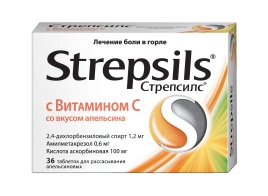 Лечение боли в горле
Strepsils®
Стрепсилс®
с Витамином С
со вкусом апельсина
2,4-дихлорбензиловый спирт 1,2 мг
Амилметакрезол 0,6 мг
Кислота аскорбиновая 100 мг
36 таблеток для рассасывания
апельсиновых